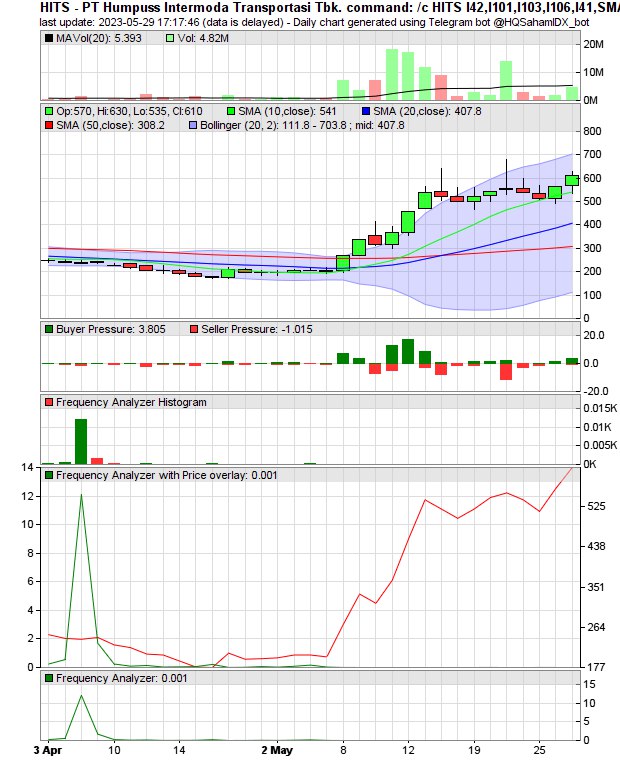 HITS - PT Humpuss Intermoda Transportasi Tbk. command: /c HITS I42,I101,I103,I106,I41,SMA
last update: 2023-05-29 17:17:46 (data is delayed) - Daily chart generated using Telegram bot @HQSahamIDX_bot
MAVol(20): 5.393 Vol: 4.82M
20M
10M
0M
Op:570, Hi:630, Lo:535, Cl:610 SMA (10,close): 541 SMA (20,close): 407.8
SMA (50,close): 308.2 Bollinger (20, 2): 111.8 - 703.8 ; mid: 407.8
800
700
600
500
400
300
200
100
0
Buyer Pressure: 3.805 Seller Pressure: -1.015
20.0
0.0
-20.0
Frequency Analyzer Histogram
0.015K
0.01K
0.005K
0K
Frequency Analyzer with Price overlay: 0.001
14
12
10
8
6
4
2
0
525
438
351
264
177
Frequency Analyzer: 0.001
15
10
5
0
3 Apr 10 14 2 May 8 12 19 25